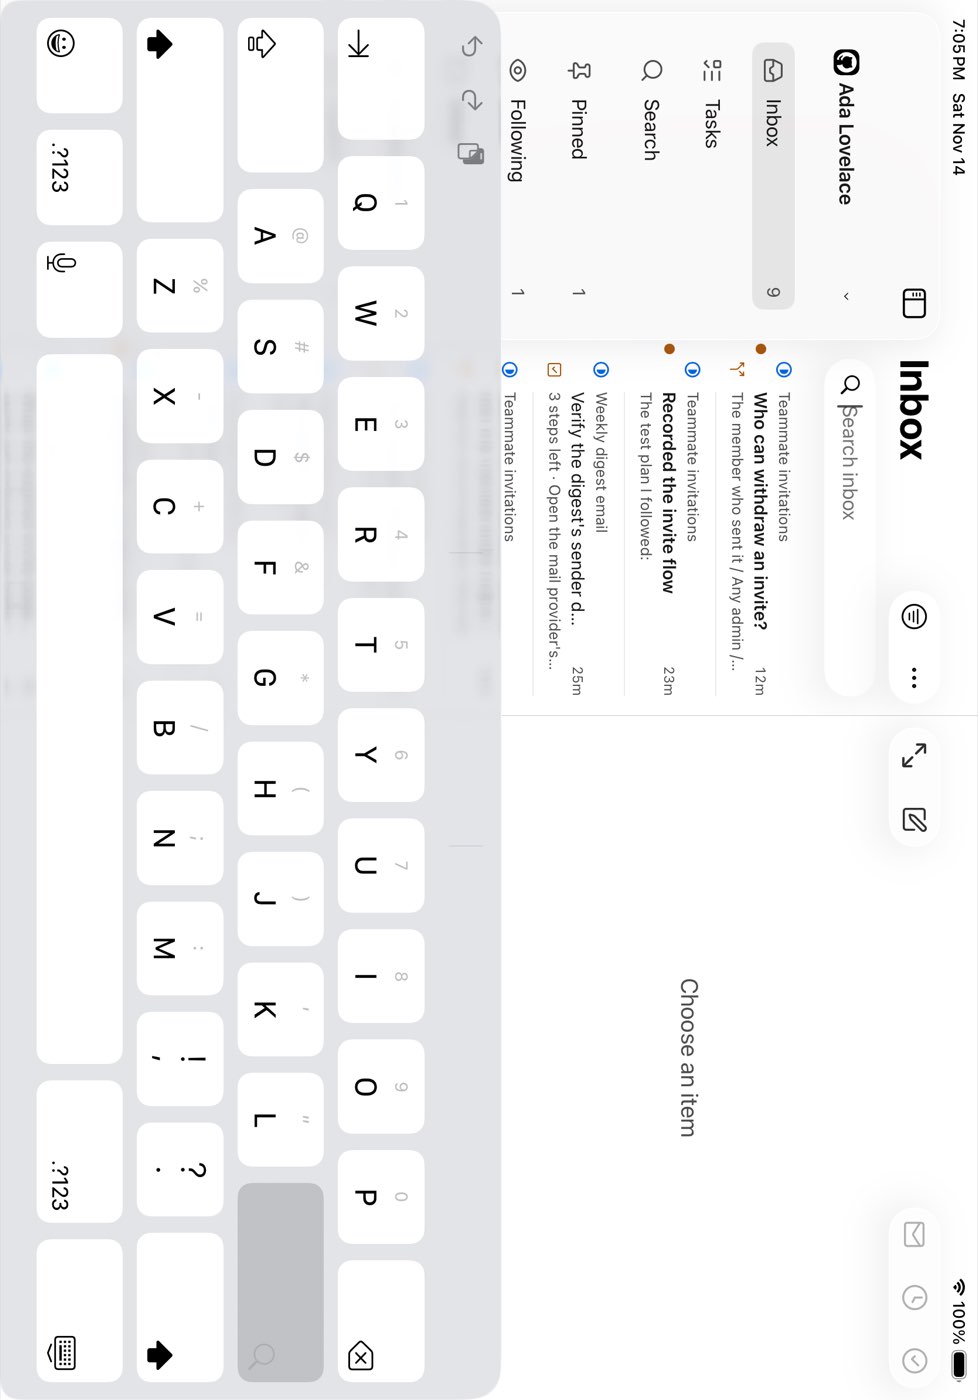 7:05 PM Sat Nov 14
100%
Ada Lovelace
Inbox 9
Tasks
Search
Pinned 1
Following 1
Inbox
Search inbox
Teammate invitations
Who can withdraw an invite? 12m
The member who sent it / Any admin /...
Teammate invitations
Recorded the invite flow 23m
The test plan I followed:
Weekly digest email
Verify the digest's sender d... 25m
3 steps left · Open the mail provider's...
Teammate invitations
Choose an item
1 2 3 4 5 6 7 8 9 0
Q W E R T Y U I O P
@ # $ & * ( ) ' "
A S D F G H J K L
% - + = / ; : ! ?
Z X C V B N M , .
.?123 .?123